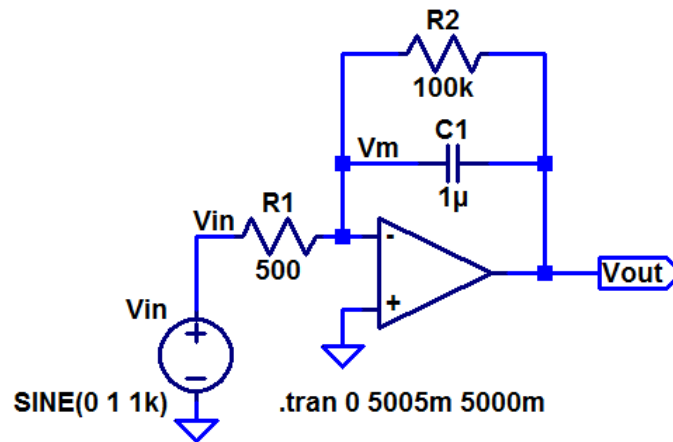 R2
100k
C1
Vm
1µ
R1
Vin
500
-
+
Vout
Vin
+
−
SINE(0 1 1k)
.tran 0 5005m 5000m